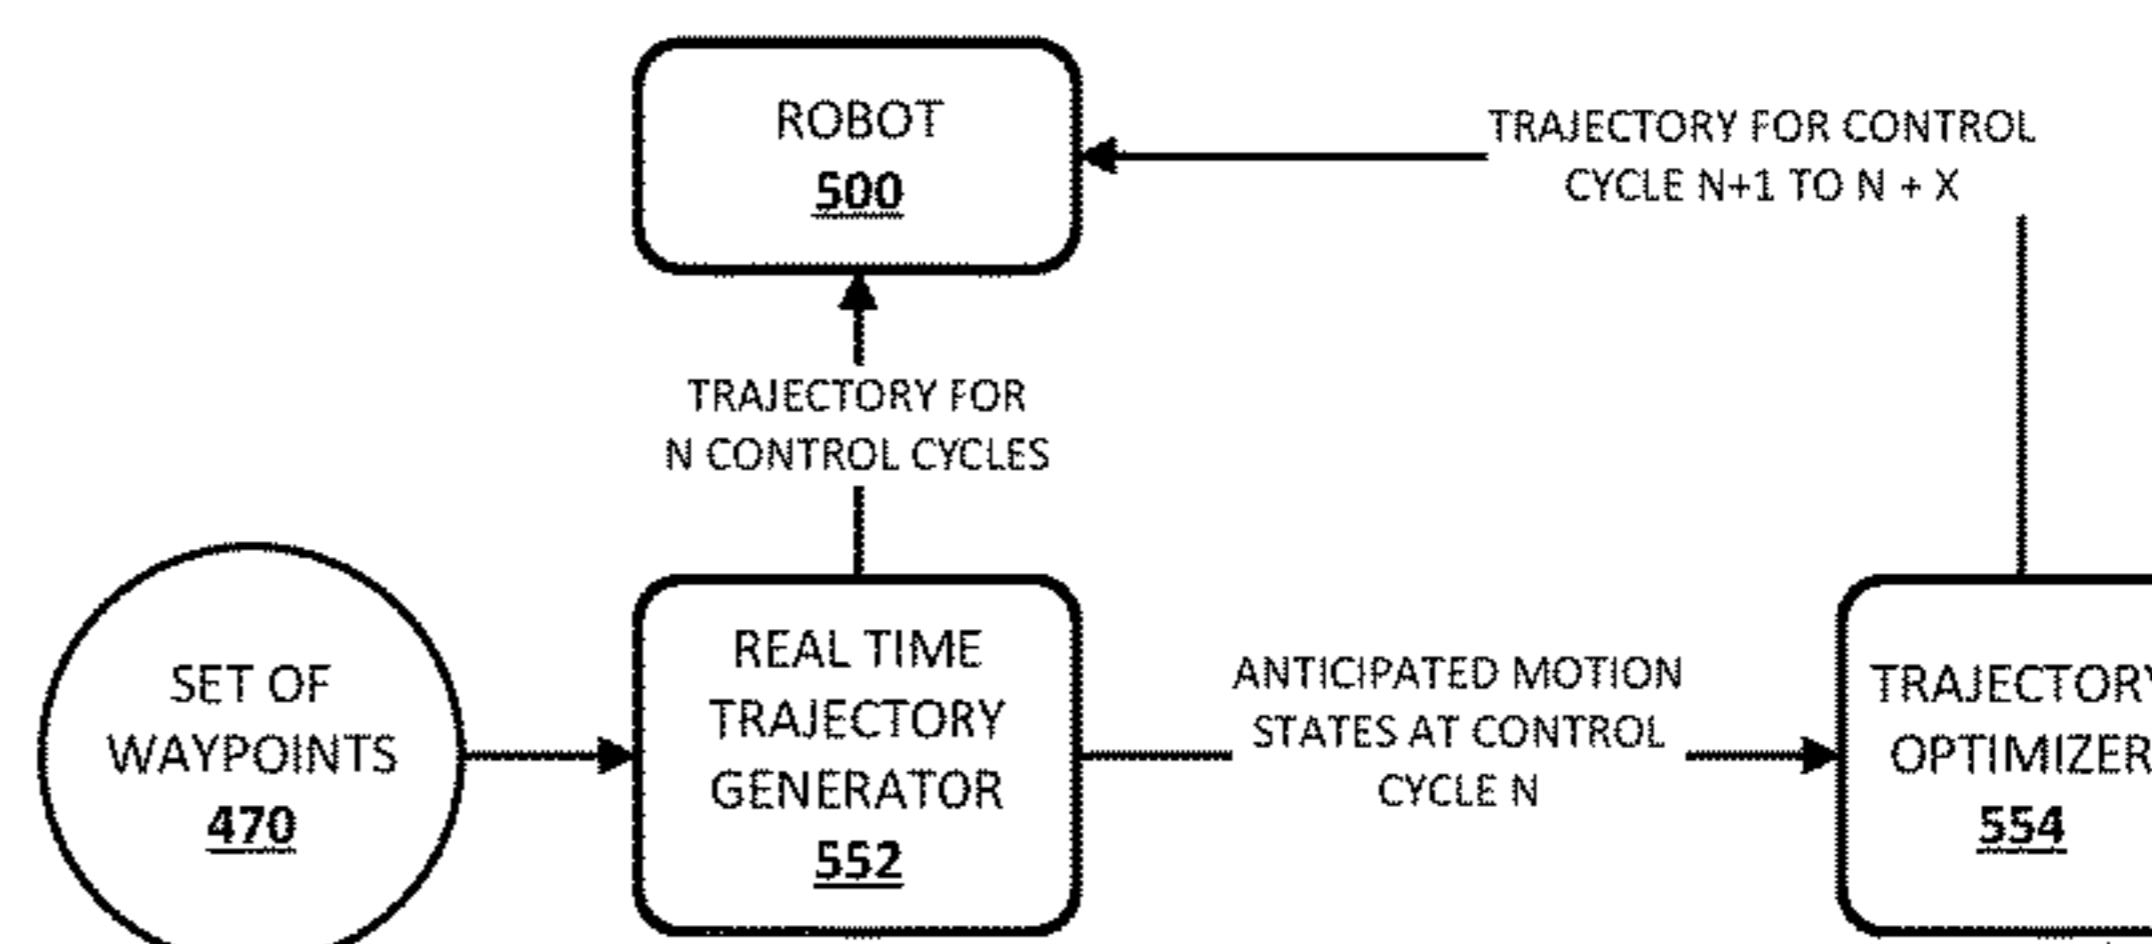 ROBOT
500
TRAJECTORY FOR CONTROL
CYCLE N+1 TO N + X
TRAJECTORY FOR
N CONTROL CYCLES
SET OF
WAYPOINTS
470
REAL TIME
TRAJECTORY
GENERATOR
552
ANTICIPATED MOTION
STATES AT CONTROL
CYCLE N
TRAJECTORY
OPTIMIZER
554